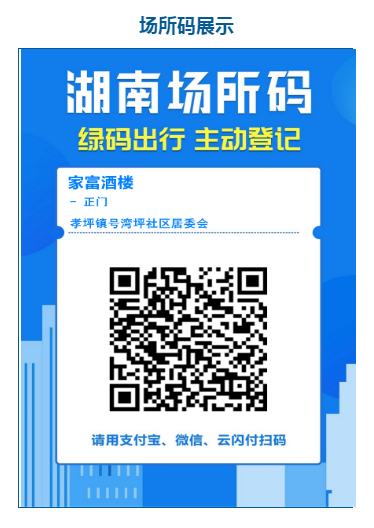 场所码展示
湖南场所码
绿码出行 主动登记
家富酒楼
- 正门
孝坪镇号湾坪社区居委会
请用支付宝、微信、云闪付扫码